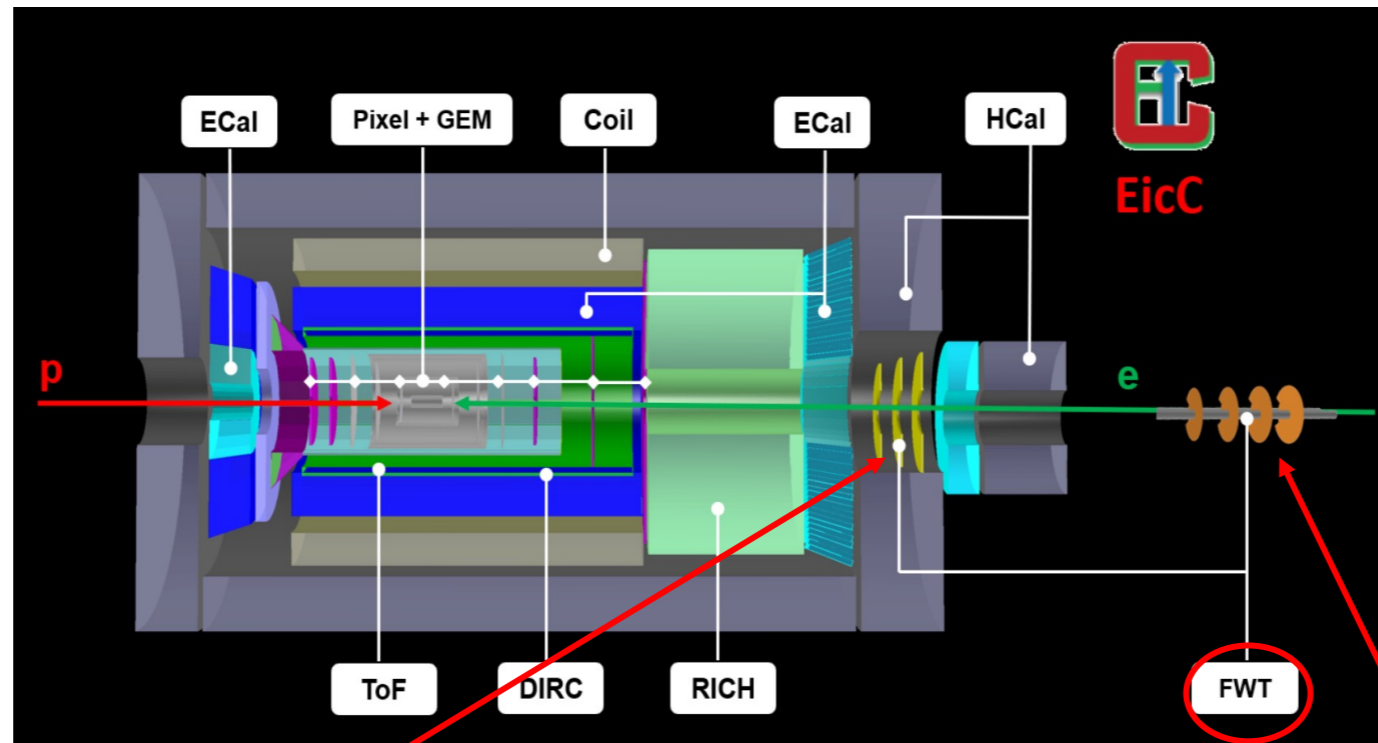 ECal
Pixel + GEM
Coil
ECal
HCal
EicC
p
e
ToF
DIRC
RICH
FWT